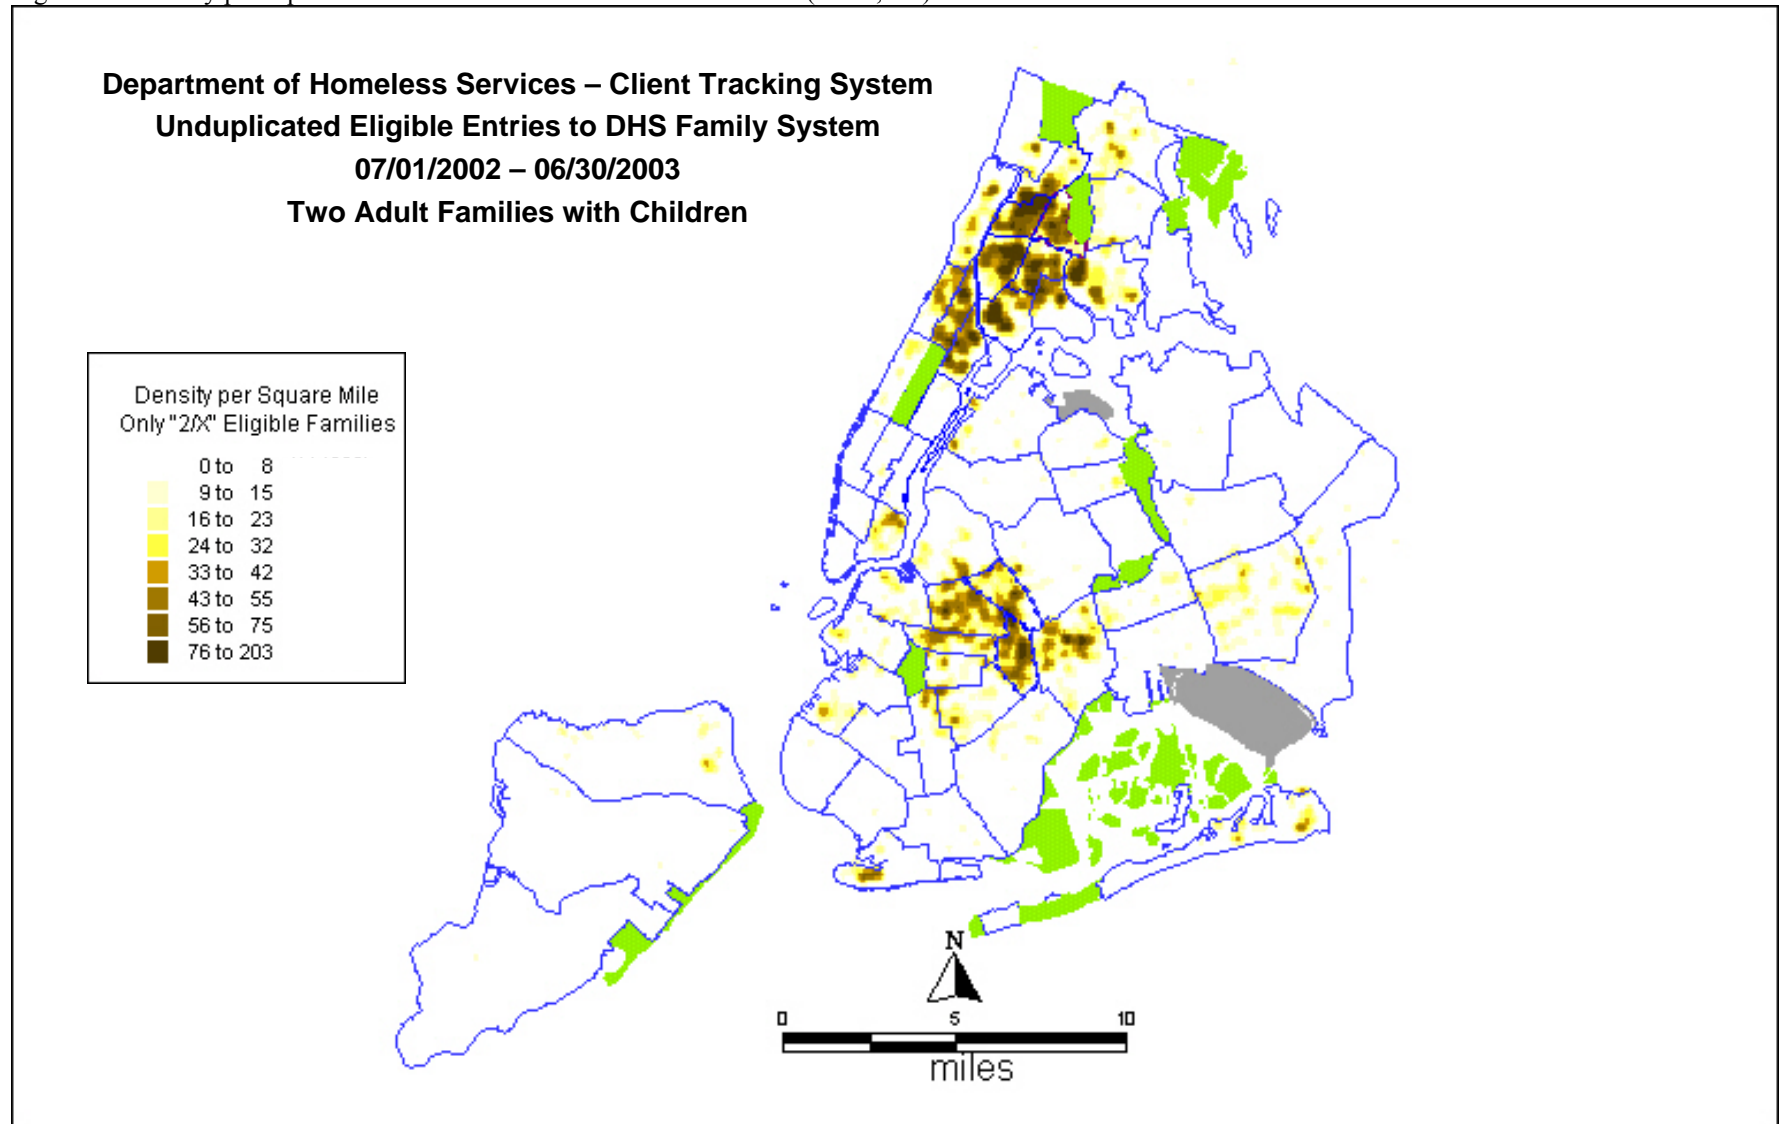 Department of Homeless Services – Client Tracking System
Unduplicated Eligible Entries to DHS Family System
07/01/2002 – 06/30/2003
Two Adult Families with Children
Density per Square Mile
Only "2/X" Eligible Families
0 to 8
9 to 15
16 to 23
24 to 32
33 to 42
43 to 55
56 to 75
76 to 203
N
0 5 10
miles